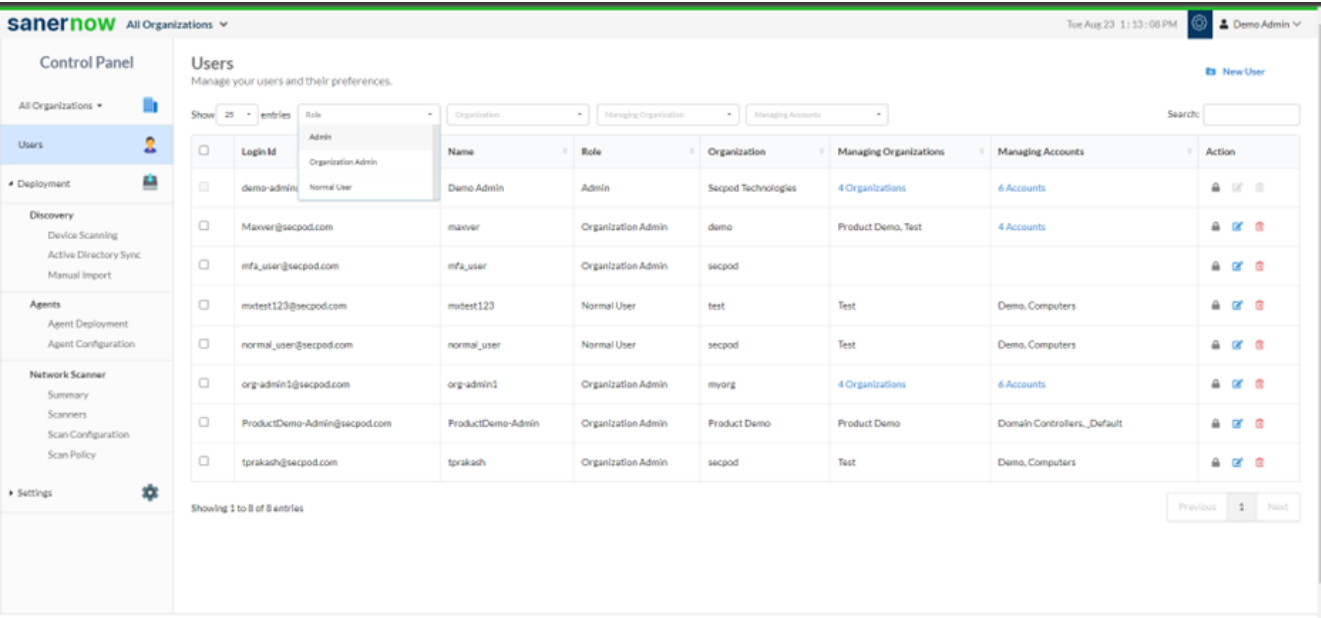 sanernow All Organizations Tue Aug 23 1:13:08 PM Demo Admin
Control Panel
All Organizations
Users
Deployment
Discovery
Device Scanning
Active Directory Sync
Manual Import
Agents
Agent Deployment
Agent Configuration
Network Scanner
Summary
Scanners
Scan Configuration
Scan Policy
Settings
Users
Manage your users and their preferences.
New User
Show 25 entries Role Organization Managing Organization Managing Accounts Search:
Admin
Organization Admin
Normal User
Login Id Name Role Organization Managing Organizations Managing Accounts Action
demo-admin Demo Admin Admin Secpod Technologies 4 Organizations 6 Accounts
Maxver@secpod.com maxver Organization Admin demo Product Demo, Test 4 Accounts
mfa_user@secpod.com mfa_user Organization Admin secpod
mxtest123@secpod.com mxtest123 Normal User test Test Demo, Computers
normal_user@secpod.com normal_user Normal User secpod Test Demo, Computers
org-admin1@secpod.com org-admin1 Organization Admin myorg 4 Organizations 6 Accounts
ProductDemo-Admin@secpod.com ProductDemo-Admin Organization Admin Product Demo Product Demo Domain Controllers, _Default
tprakash@secpod.com tprakash Organization Admin secpod Test Demo, Computers
Showing 1 to 8 of 8 entries
Previous 1 Next